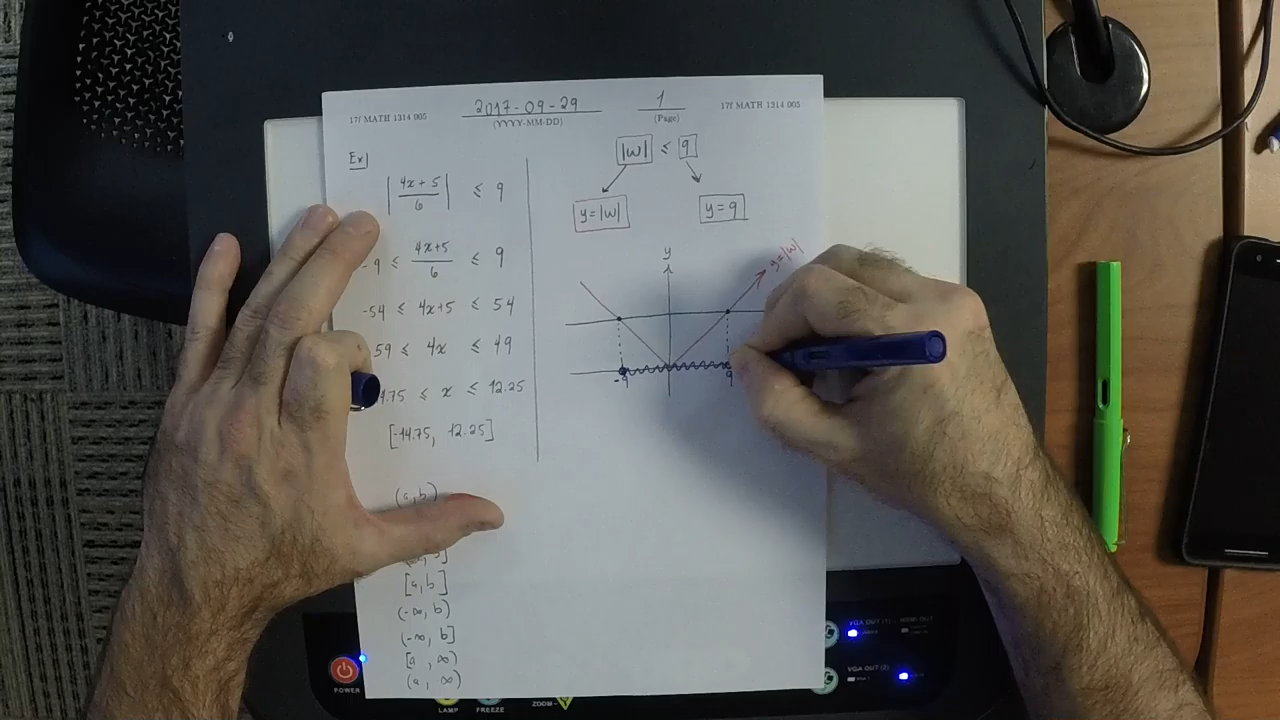 17f MATH 1314 005
2017-09-29
(YYYY-MM-DD)
1
(Page)
17f MATH 1314 005
Ex)
|4x+5 / 6| ≤ 9
-9 ≤ 4x+5 / 6 ≤ 9
-54 ≤ 4x+5 ≤ 54
59 ≤ 4x ≤ 49
4.75 ≤ x ≤ 12.25
[-14.75, 12.25]
(a, b)
[a, b]
(-∞, b)
(-∞, b]
[a, ∞)
(a, ∞)
|w| ≤ 9
y=|w|
y=9
y
y=|w|
-9
9
POWER
LAMP
FREEZE
ZOOM-
VGA OUT (1)
VGA OUT (2)